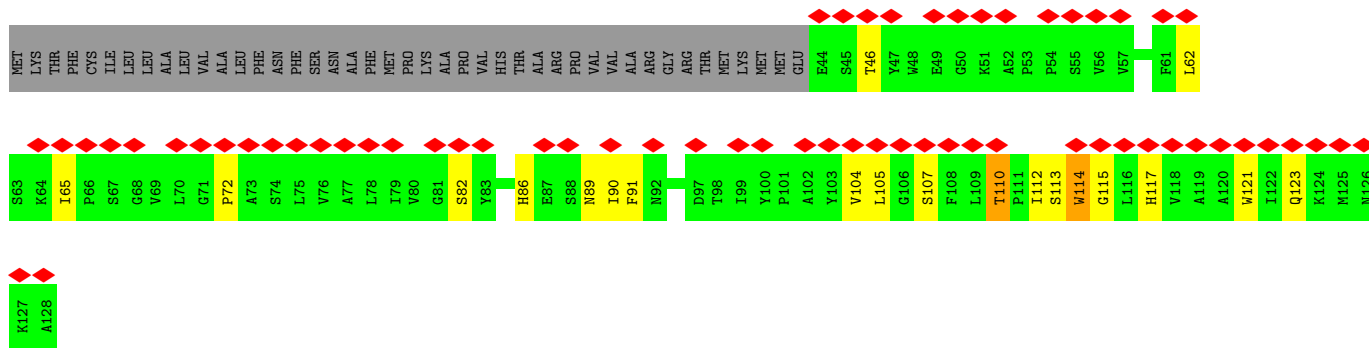 MET LYS THR PHE CYS ILE LEU LEU ALA LEU VAL ALA LEU PHE ASN PHE SER ASN ALA PHE MET PRO LYS ALA PRO VAL HIS THR ALA ARG PRO VAL VAL ALA ARG GLY ARG THR MET LYS MET MET GLU E44 S45 T46 Y47 W48 E49 G50 K51 A52 P53 P54 S55 V56 V57 F61 L62
S63 K64 I65 P66 S67 G68 V69 L70 G71 P72 A73 S74 L75 V76 A77 L78 I79 V80 G81 S82 Y83 H86 E87 S88 N89 I90 F91 N92 D97 T98 I99 Y100 P101 A102 Y103 V104 L105 G106 S107 F108 L109 T110 P111 I112 S113 W114 G115 L116 H117 V118 A119 A120 W121 I122 Q123 K124 M125 N126
K127 A128